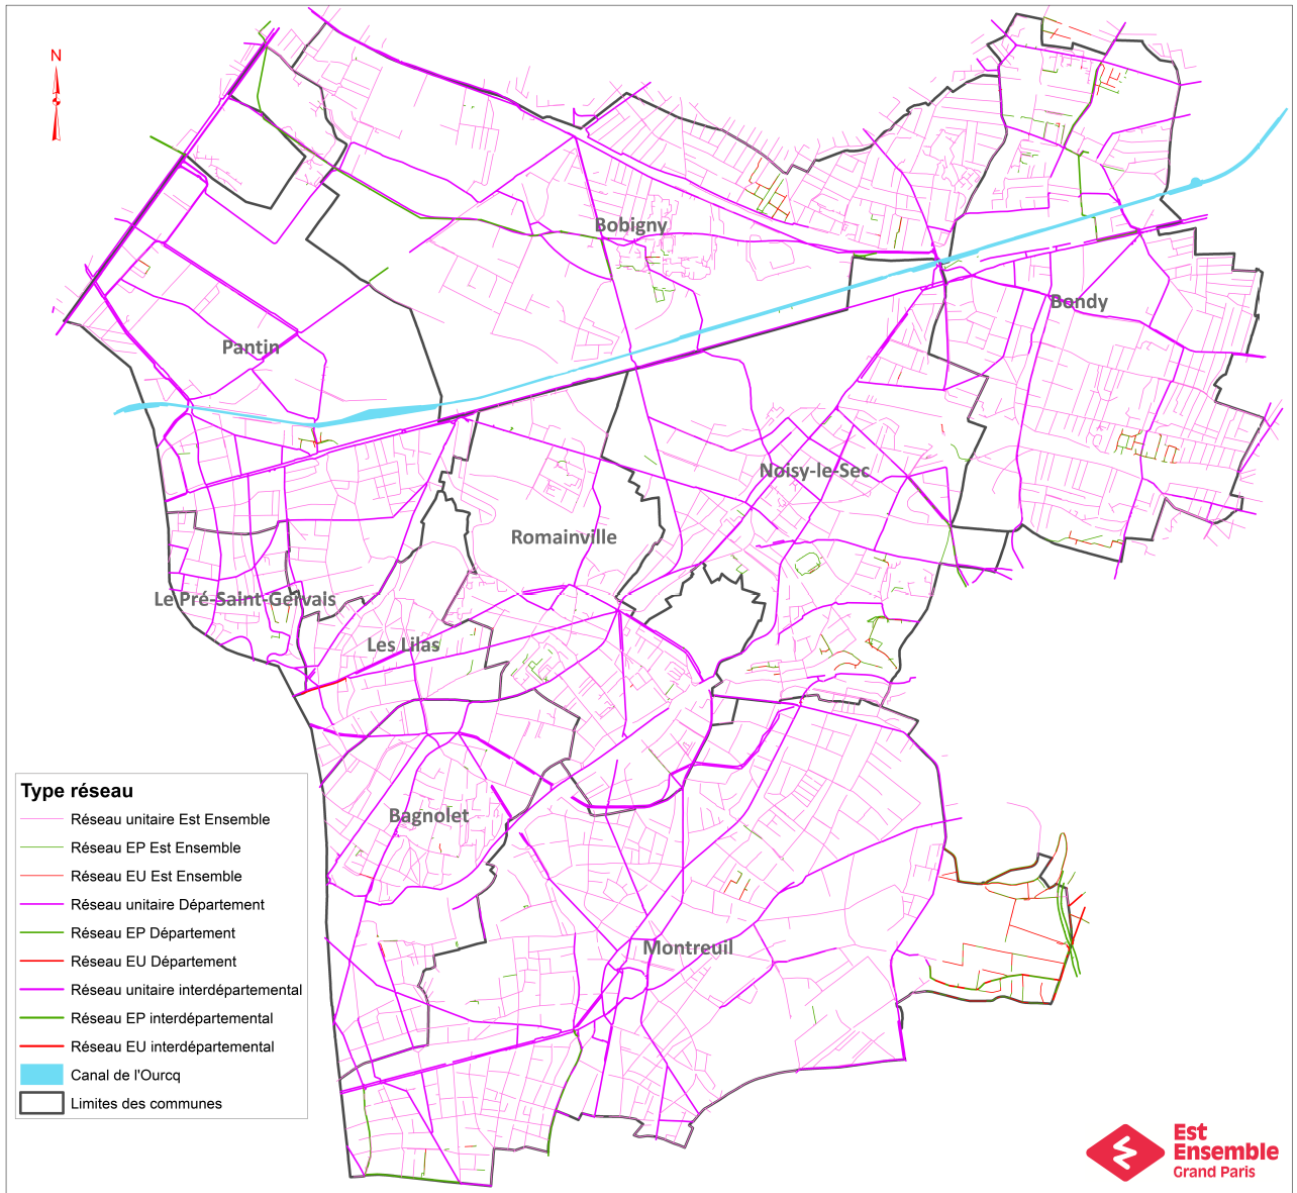 N
Bobigny
Bondy
Pantin
Noisy-le-Sec
Romainville
Le Pré-Saint-Gervais
Les Lilas
Bagnolet
Montreuil
Type réseau
Réseau unitaire Est Ensemble
Réseau EP Est Ensemble
Réseau EU Est Ensemble
Réseau unitaire Département
Réseau EP Département
Réseau EU Département
Réseau unitaire interdépartemental
Réseau EP interdépartemental
Réseau EU interdépartemental
Canal de l'Ourcq
Limites des communes
Est
Ensemble
Grand Paris